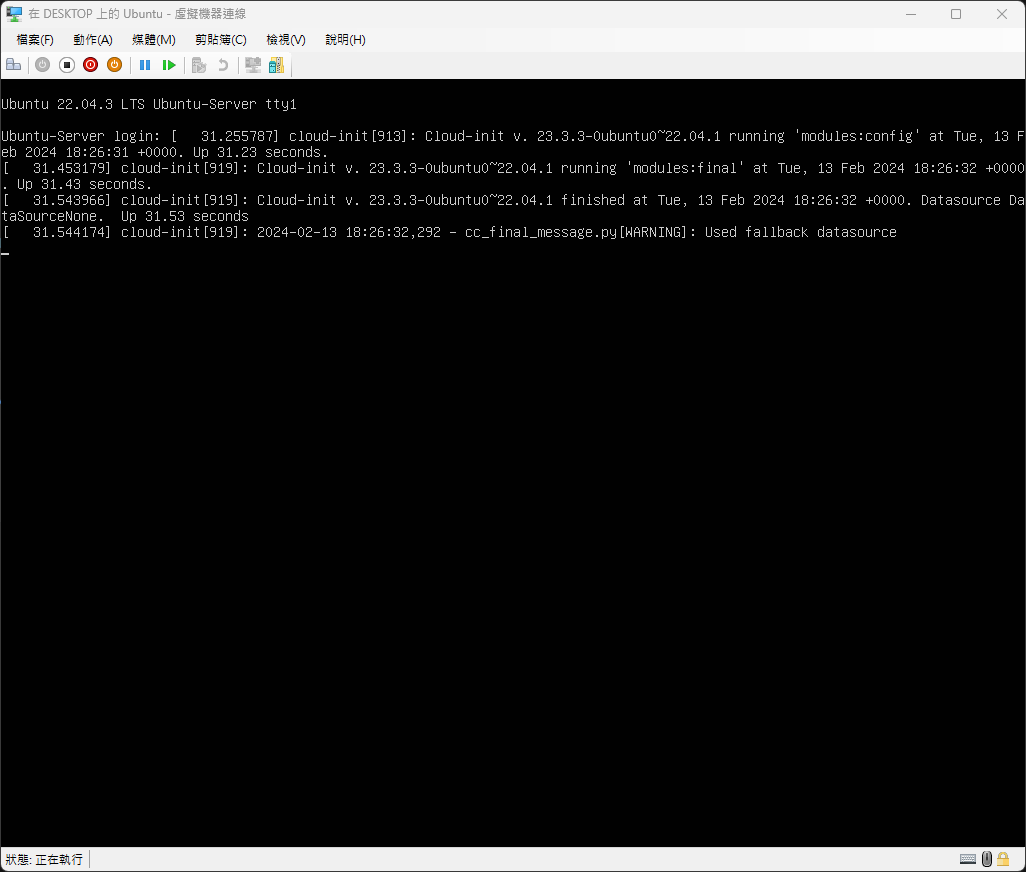 在 DESKTOP 上的 Ubuntu - 虛擬機器連線
檔案(F) 動作(A) 媒體(M) 剪貼簿(C) 檢視(V) 說明(H)
Ubuntu 22.04.3 LTS Ubuntu-Server tty1
Ubuntu-Server login: [   31.255787] cloud-init[913]: Cloud-init v. 23.3.3-0ubuntu0~22.04.1 running 'modules:config' at Tue, 13 F
eb 2024 18:26:31 +0000. Up 31.23 seconds.
[   31.453179] cloud-init[919]: Cloud-init v. 23.3.3-0ubuntu0~22.04.1 running 'modules:final' at Tue, 13 Feb 2024 18:26:32 +0000
. Up 31.43 seconds.
[   31.543966] cloud-init[919]: Cloud-init v. 23.3.3-0ubuntu0~22.04.1 finished at Tue, 13 Feb 2024 18:26:32 +0000. Datasource Da
taSourceNone.  Up 31.53 seconds
[   31.544174] cloud-init[919]: 2024-02-13 18:26:32,292 - cc_final_message.py[WARNING]: Used fallback datasource
狀態: 正在執行